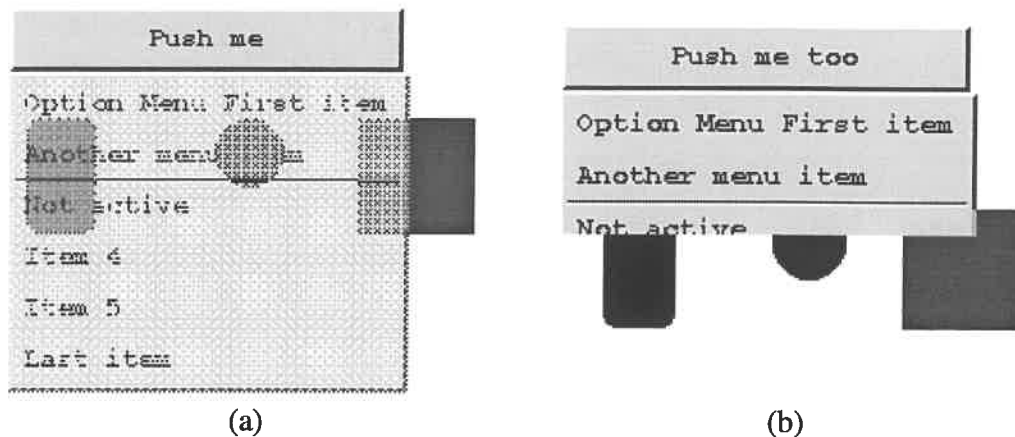 Push me
Option Menu First item
Another menu item
Not active
Item 4
Item 5
Last item
(a)
Push me too
Option Menu First item
Another menu item
Not active
(b)